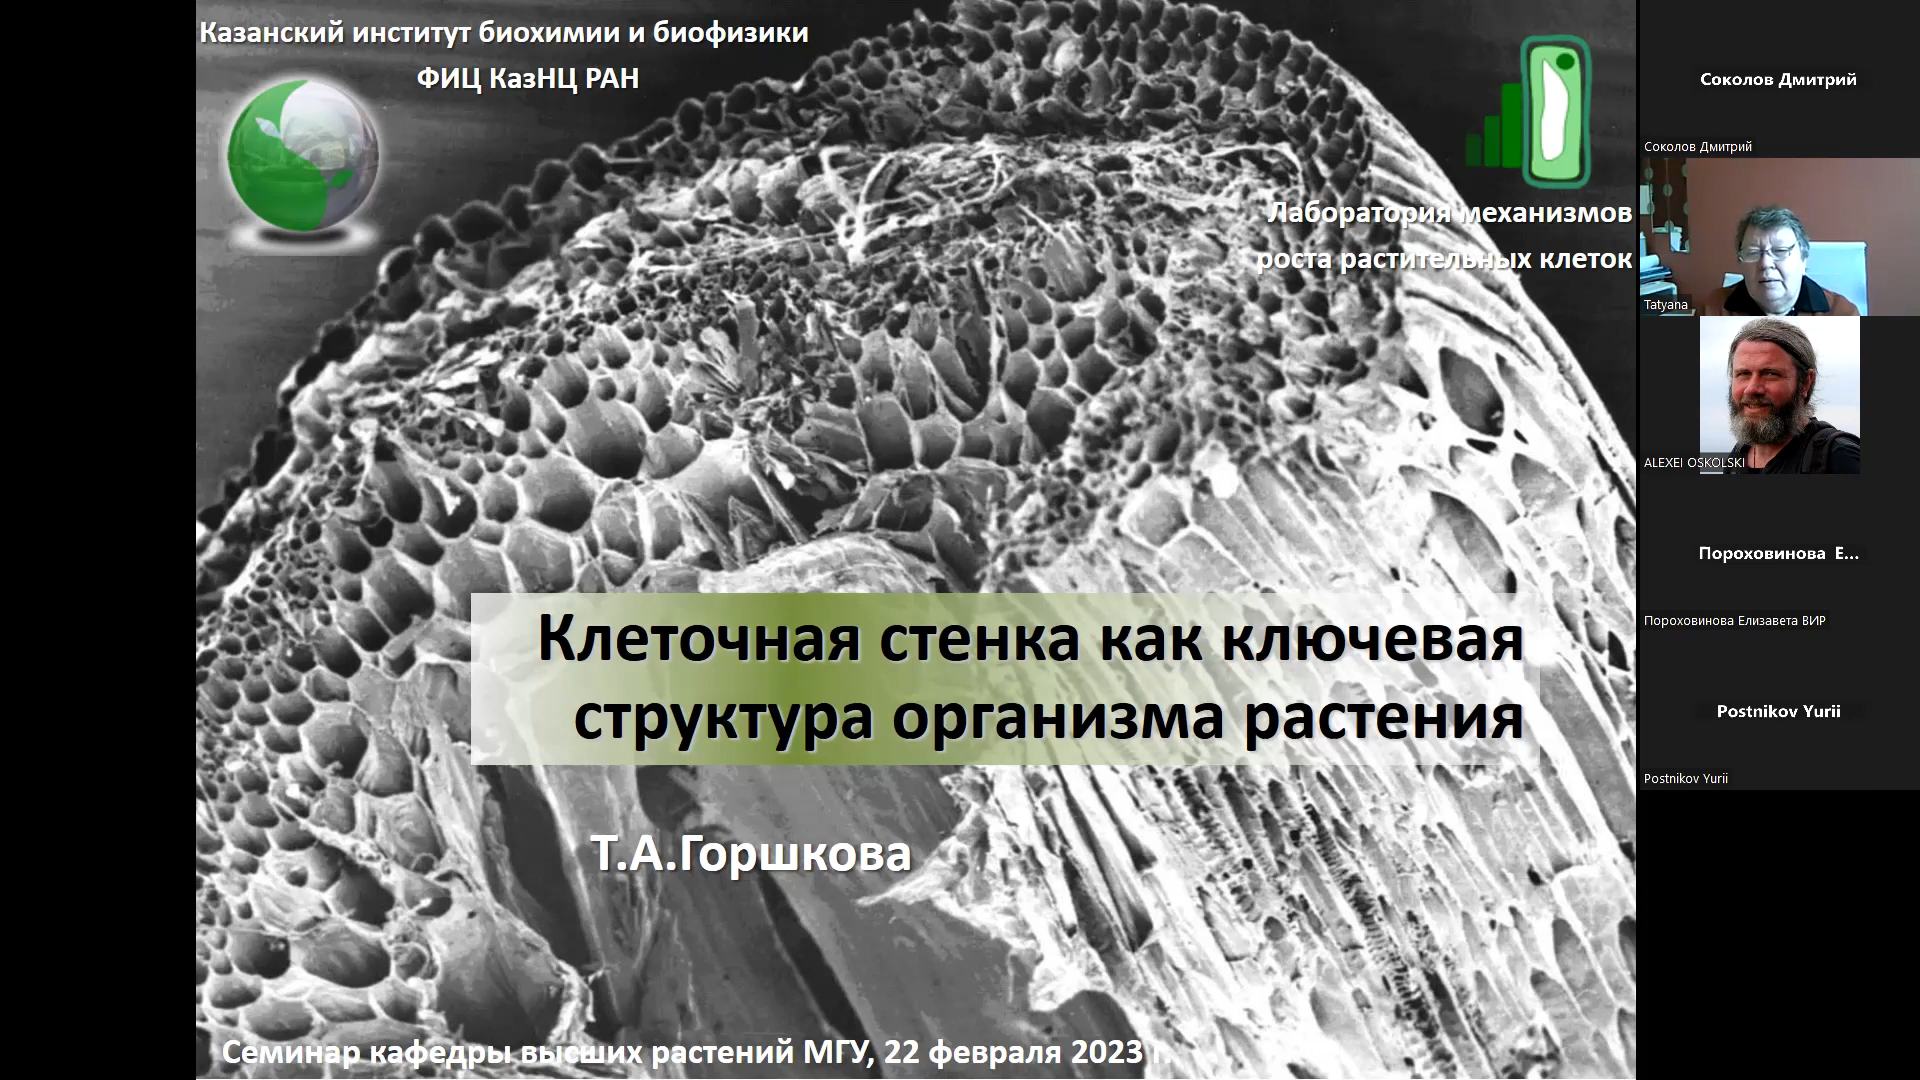 Казанский институт биохимии и биофизики
ФИЦ КазНЦ РАН
Лаборатория механизмов
роста растительных клеток
Клеточная стенка как ключевая
структура организма растения
Т.А.Горшкова
Семинар кафедры высших растений МГУ, 22 февраля 2023 г.
Соколов Дмитрий
Соколов Дмитрий
Tatyana
ALEXEI OSKOLSKI
Пороховинова Е...
Пороховинова Елизавета ВИР
Postnikov Yurii
Postnikov Yurii